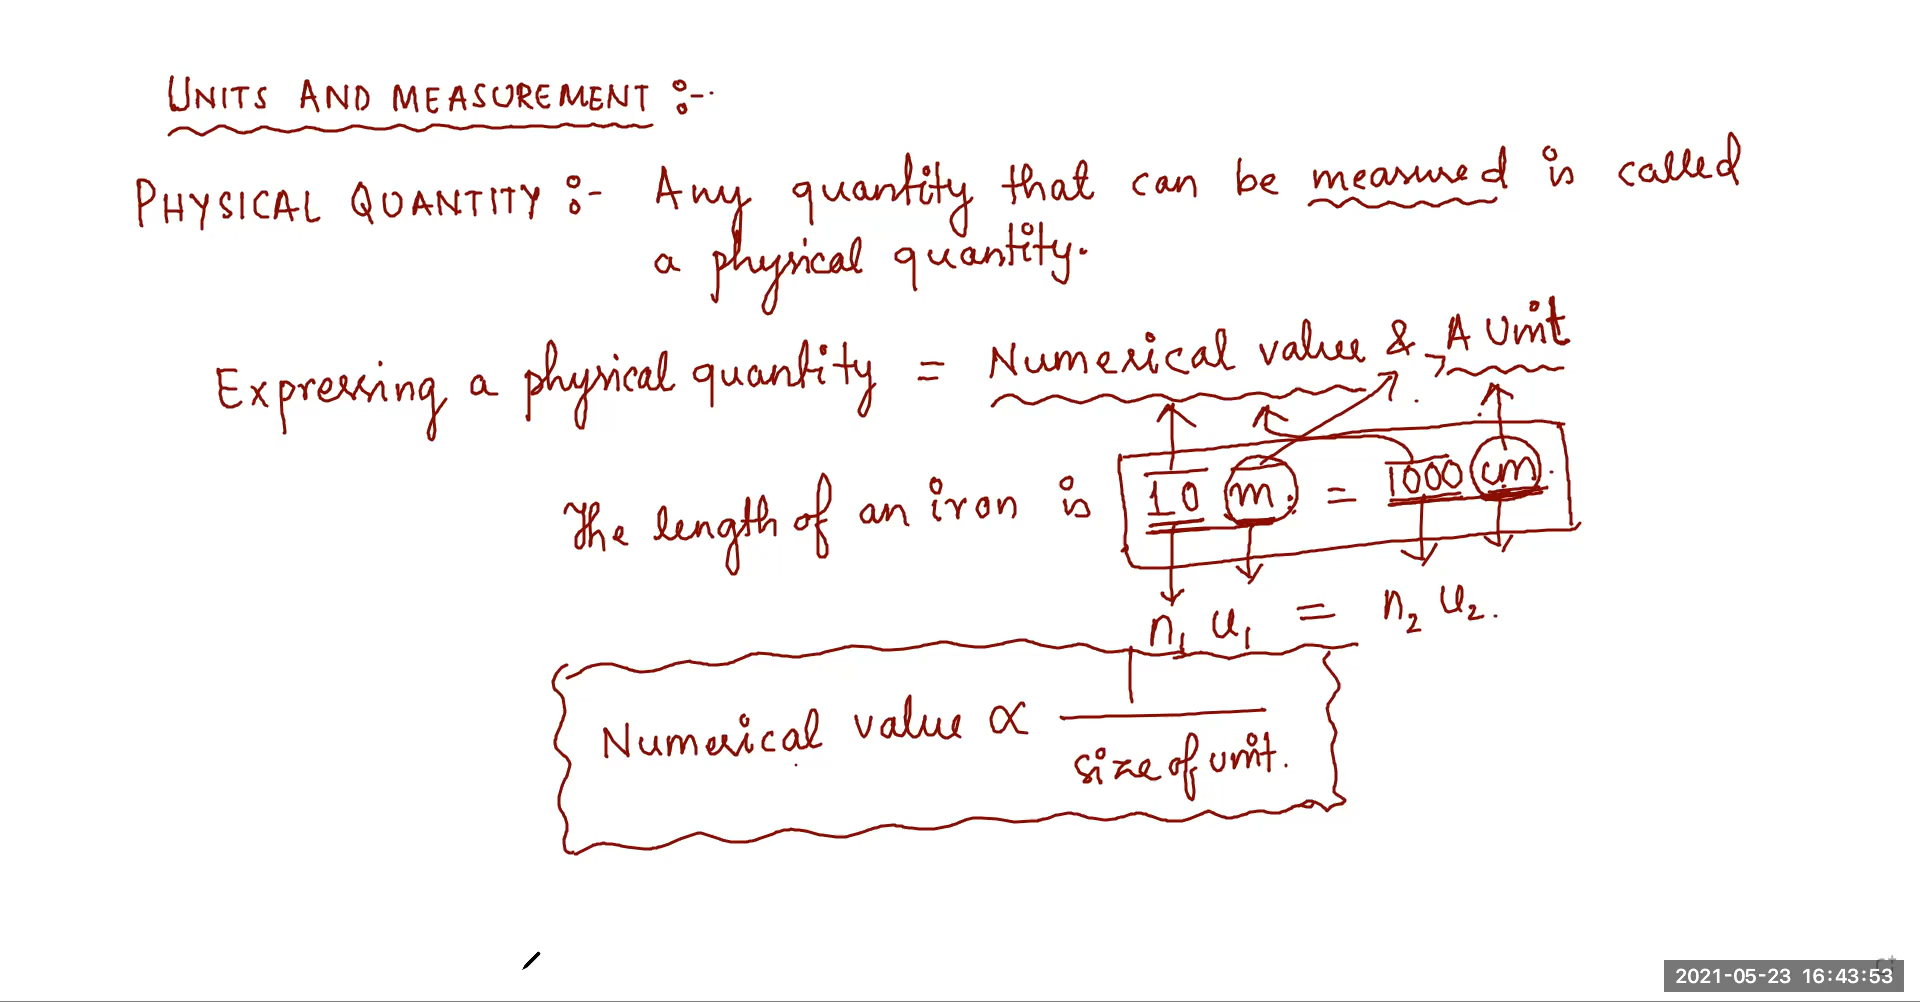 UNITS AND MEASUREMENT :-
PHYSICAL QUANTITY :- Any quantity that can be measured is called
a physical quantity.
Expressing a physical quantity = Numerical value & A Unit
The length of an iron is 10 m = 1000 cm.
n₁ u₁ = n₂ u₂.
Numerical value ∝ 1
size of unit.
2021-05-23 16:43:53